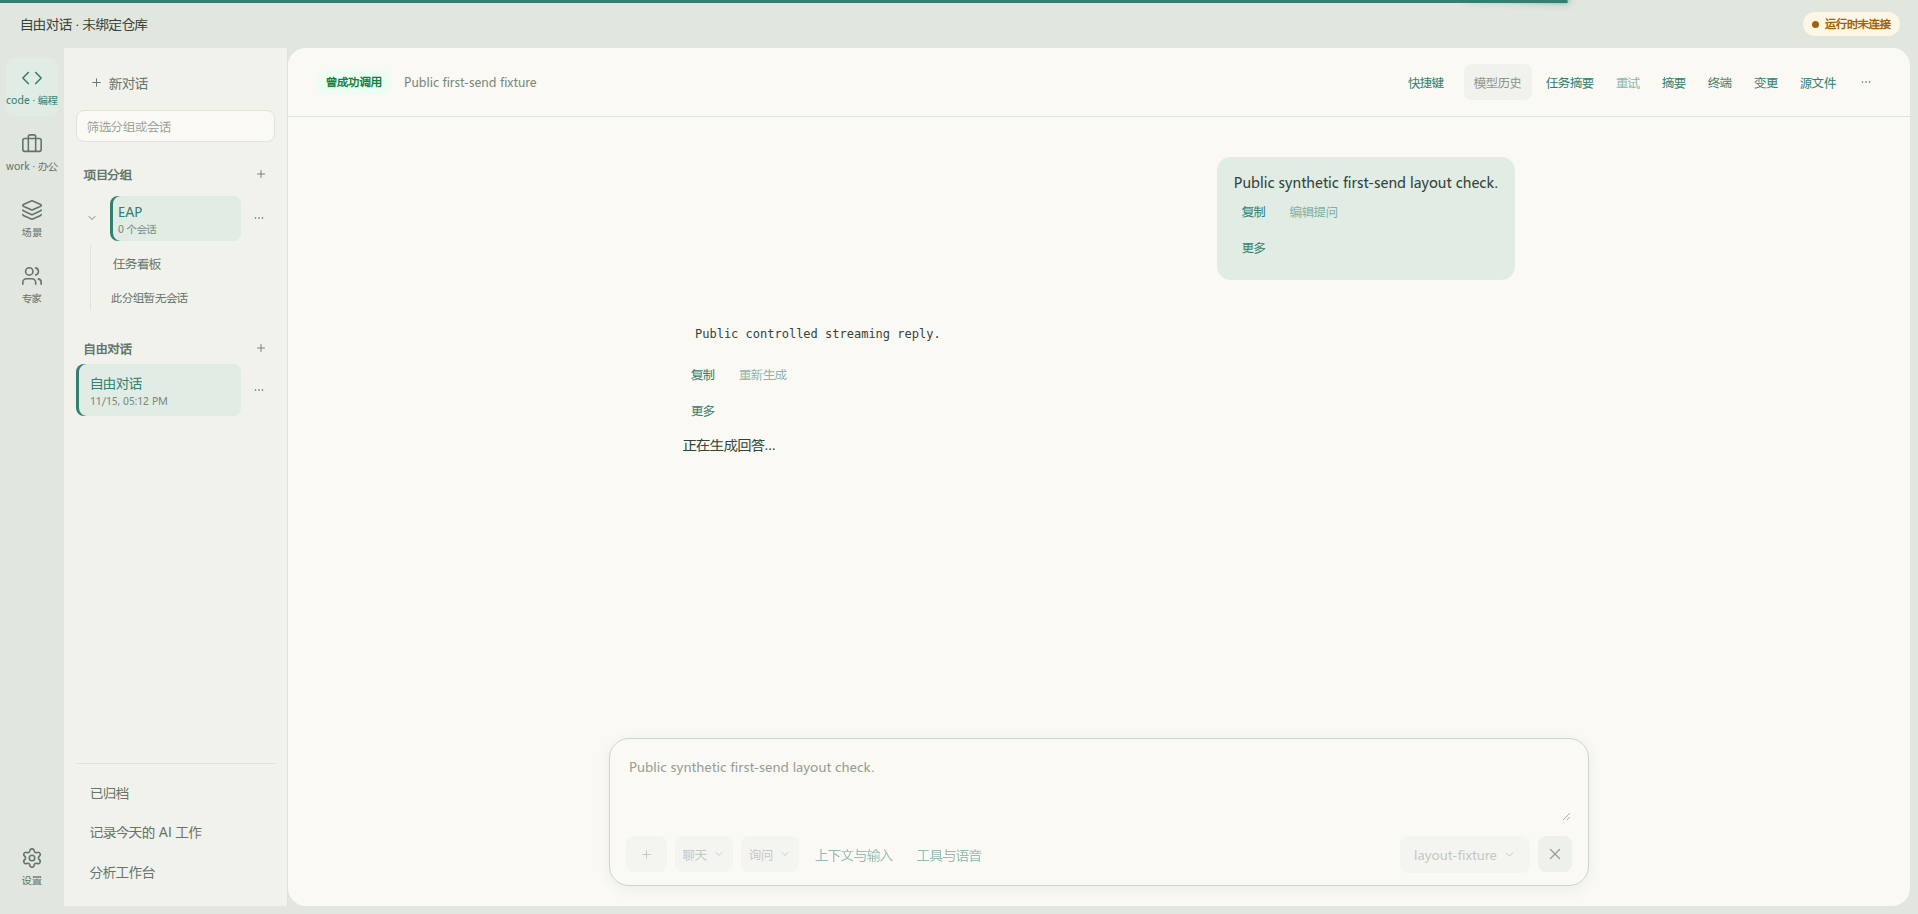 自由对话 · 未绑定仓库
运行时未连接
code · 编程
work · 办公
场景
专家
设置
+ 新对话
筛选分组或会话
项目分组 +
EAP ...
0 个会话
任务看板
此分组暂无会话
自由对话 +
自由对话 ...
11/15, 05:12 PM
已归档
记录今天的 AI 工作
分析工作台
曾成功调用 Public first-send fixture 快捷键 模型历史 任务摘要 重试 摘要 终端 变更 源文件 ...
Public synthetic first-send layout check.
复制 编辑提问
更多
Public controlled streaming reply.
复制 重新生成
更多
正在生成回答...
Public synthetic first-send layout check.
+ 聊天 询问 上下文与输入 工具与语音 layout-fixture